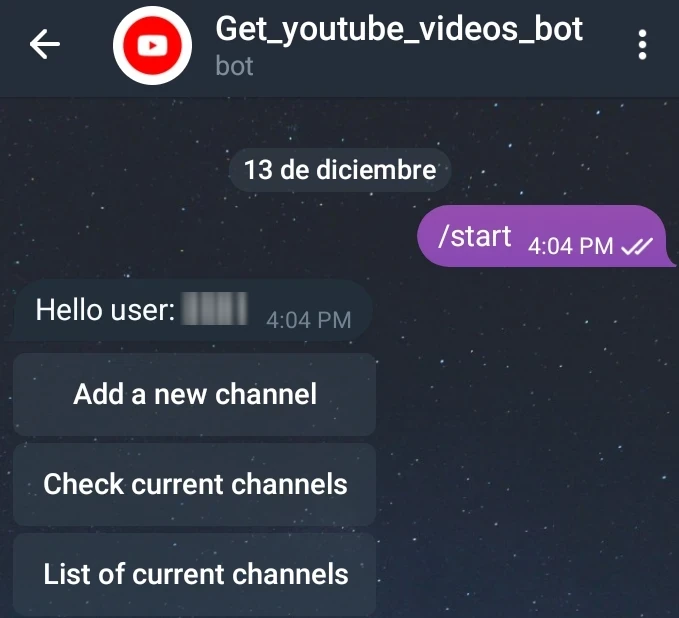 Get_youtube_videos_bot
bot
13 de diciembre
/start 4:04 PM
Hello user: 4:04 PM
Add a new channel
Check current channels
List of current channels